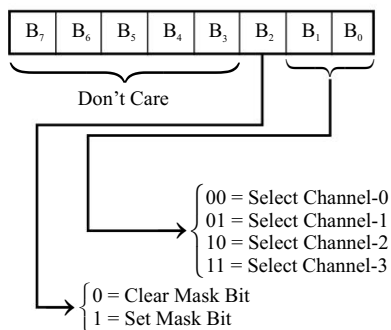 B₇ B₆ B₅ B₄ B₃ B₂ B₁ B₀
Don’t Care
00 = Select Channel-0
01 = Select Channel-1
10 = Select Channel-2
11 = Select Channel-3
0 = Clear Mask Bit
1 = Set Mask Bit